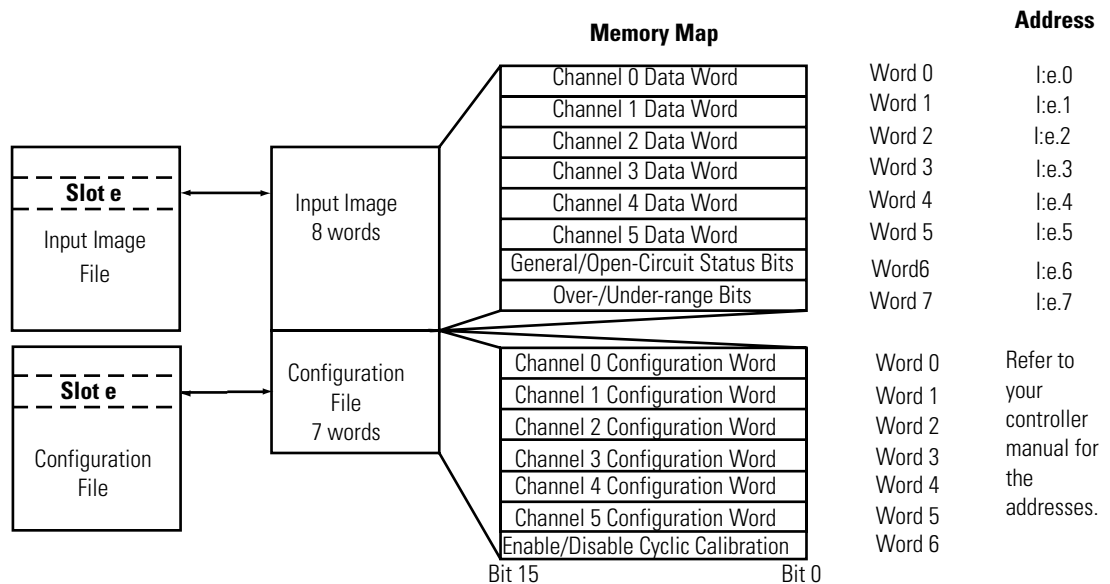 Memory Map
Address
Channel 0 Data Word Word 0 I:e.0
Channel 1 Data Word Word 1 I:e.1
Channel 2 Data Word Word 2 I:e.2
Channel 3 Data Word Word 3 I:e.3
Channel 4 Data Word Word 4 I:e.4
Channel 5 Data Word Word 5 I:e.5
General/Open-Circuit Status Bits Word6 I:e.6
Over-/Under-range Bits Word 7 I:e.7
Slot e
Input Image
File
Input Image
8 words
Slot e
Configuration
File
Configuration
File
7 words
Channel 0 Configuration Word Word 0
Channel 1 Configuration Word Word 1
Channel 2 Configuration Word Word 2
Channel 3 Configuration Word Word 3
Channel 4 Configuration Word Word 4
Channel 5 Configuration Word Word 5
Enable/Disable Cyclic Calibration Word 6
Bit 15 Bit 0
Refer to
your
controller
manual for
the
addresses.